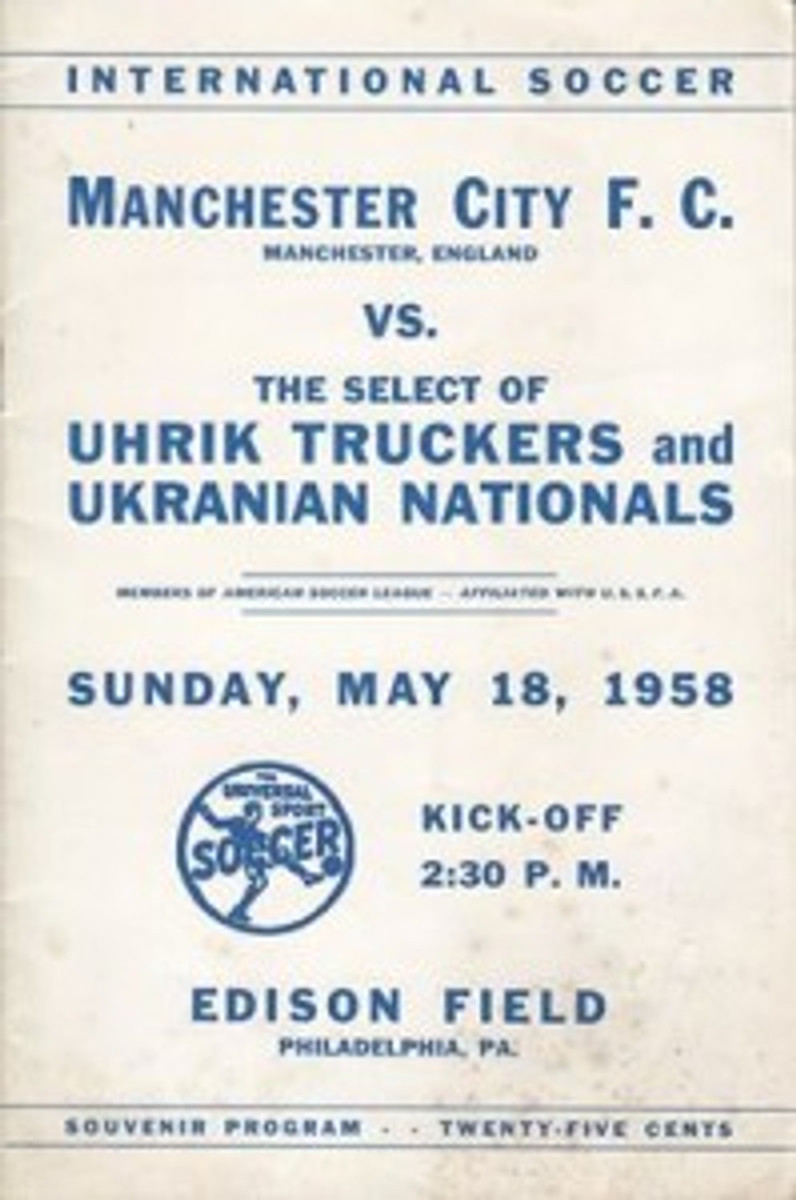 INTERNATIONAL SOCCER
MANCHESTER CITY F. C.
MANCHESTER, ENGLAND
VS.
THE SELECT OF
UHRIK TRUCKERS and
UKRANIAN NATIONALS
MEMBERS OF AMERICAN SOCCER LEAGUE — AFFILIATED WITH U. S. S. F. A.
SUNDAY, MAY 18, 1958
THE
UNIVERSAL
SPORT
SOCCER
KICK-OFF
2:30 P. M.
EDISON FIELD
PHILADELPHIA, PA.
SOUVENIR PROGRAM - - TWENTY-FIVE CENTS